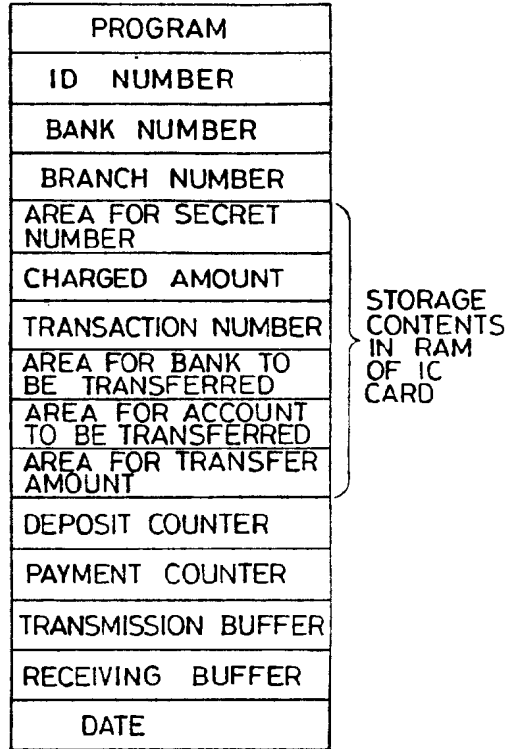 PROGRAM
ID NUMBER
BANK NUMBER
BRANCH NUMBER
AREA FOR SECRET
NUMBER
CHARGED AMOUNT
TRANSACTION NUMBER
AREA FOR BANK TO
BE TRANSFERRED
AREA FOR ACCOUNT
TO BE TRANSFERRED
AREA FOR TRANSFER
AMOUNT
DEPOSIT COUNTER
PAYMENT COUNTER
TRANSMISSION BUFFER
RECEIVING BUFFER
DATE
STORAGE
CONTENTS
IN RAM
OF IC
CARD